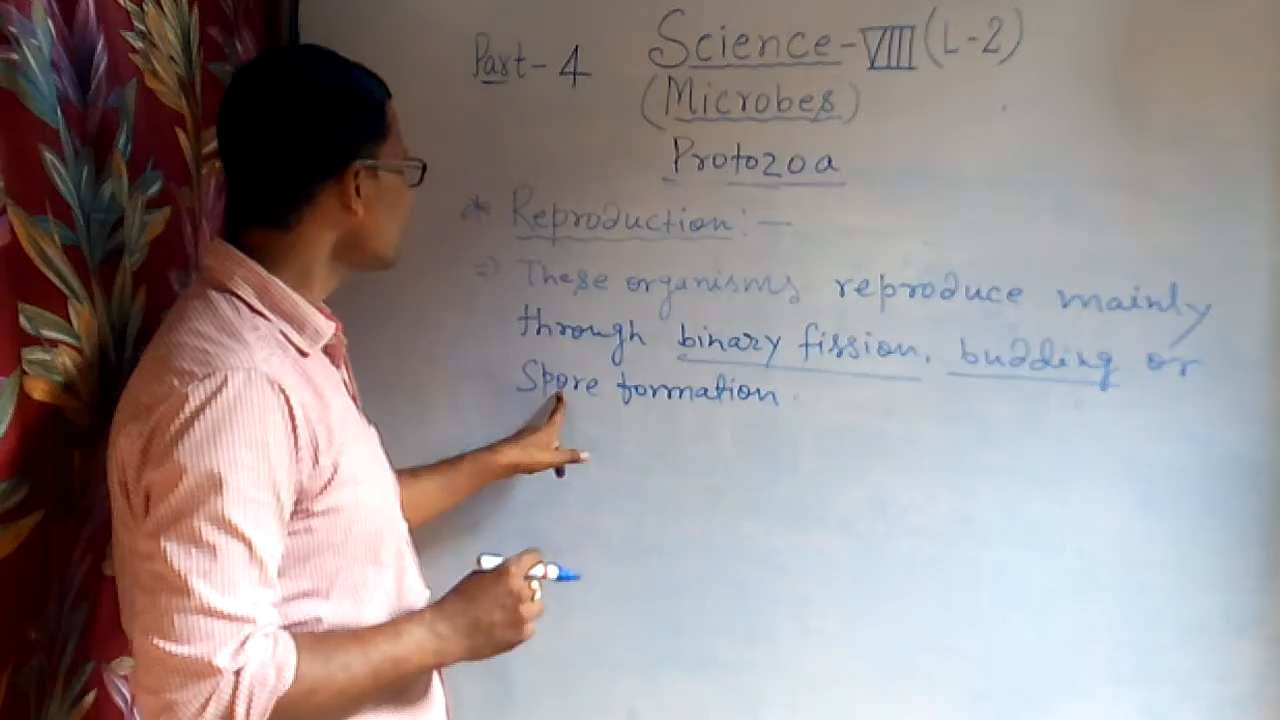 Part - 4 Science - VIII (L-2)
(Microbes)
Protozoa
* Reproduction : —
⇒ These organisms reproduce mainly
through binary fission, budding or
Spore formation.